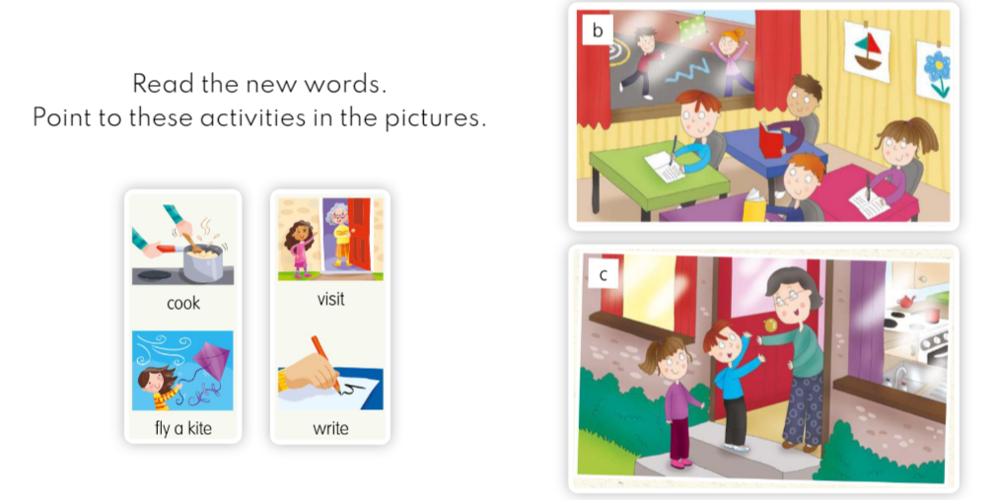 Read the new words.
Point to these activities in the pictures.
cook
visit
fly a kite
write
b
c